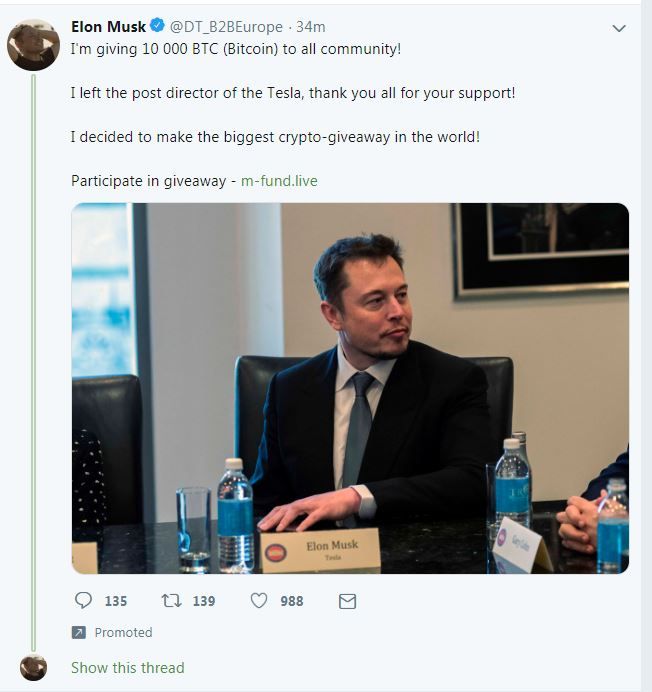 Elon Musk @DT_B2BEurope · 34m
I'm giving 10 000 BTC (Bitcoin) to all community!
I left the post director of the Tesla, thank you all for your support!
I decided to make the biggest crypto-giveaway in the world!
Participate in giveaway - m-fund.live
Elon Musk
Tesla
135 139 988
Promoted
Show this thread